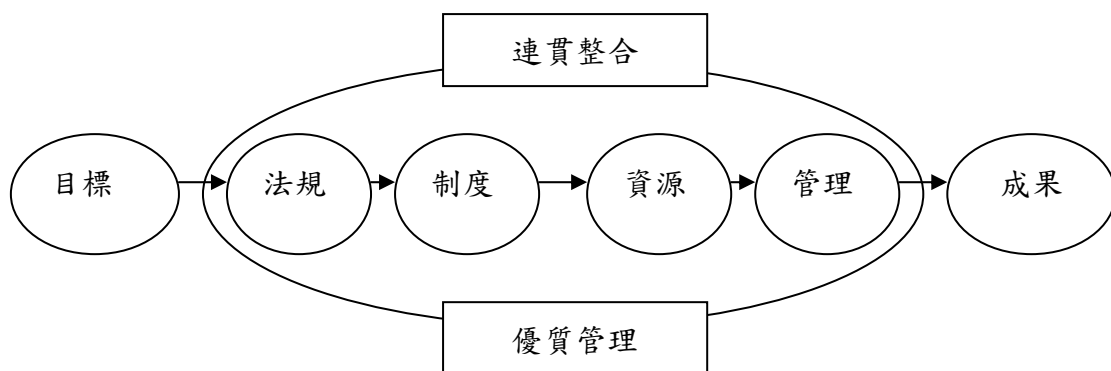 連貫整合
目標 法規 制度 資源 管理 成果
優質管理